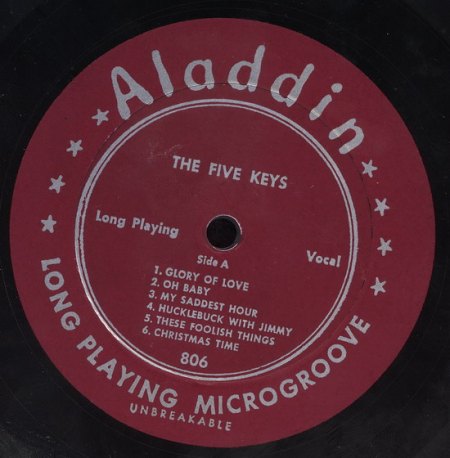 Aladdin
THE FIVE KEYS
Long Playing
Vocal
Side A
1. GLORY OF LOVE
2. OH BABY
3. MY SADDEST HOUR
4. HUCKLEBUCK WITH JIMMY
5. THESE FOOLISH THINGS
6. CHRISTMAS TIME
806
LONG PLAYING MICROGROOVE
UNBREAKABLE